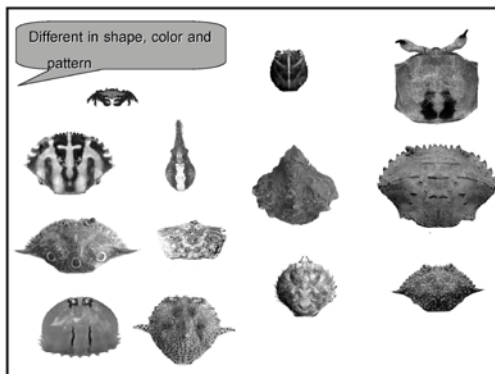 Different in shape, color and
pattern